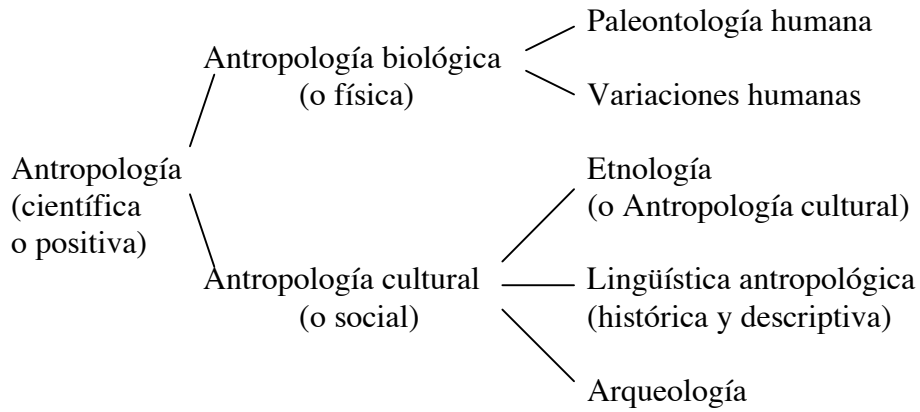 Antropología
(científica
o positiva)
Antropología biológica
(o física)
Paleontología humana
Variaciones humanas
Antropología cultural
(o social)
Etnología
(o Antropología cultural)
Lingüística antropológica
(histórica y descriptiva)
Arqueología